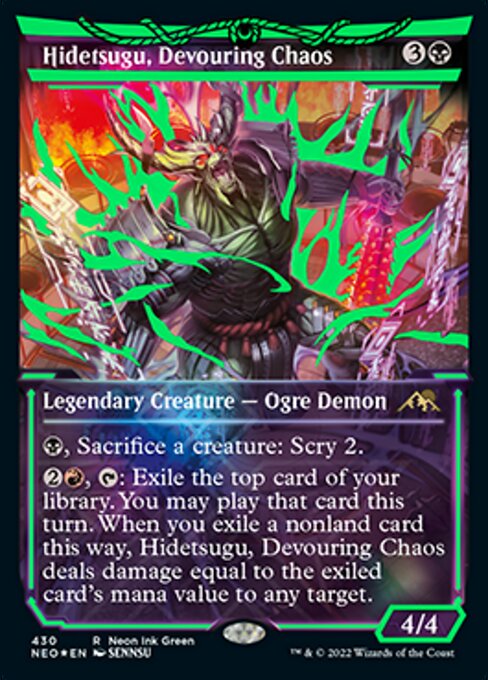 Hidetsugu, Devouring Chaos 3
Legendary Creature — Ogre Demon
, Sacrifice a creature: Scry 2.
2, : Exile the top card of your
library. You may play that card this
turn. When you exile a nonland card
this way, Hidetsugu, Devouring Chaos
deals damage equal to the exiled
card's mana value to any target.
4/4
430 R Neon Ink Green
NEO★EN SENNSU ™ & © 2022 Wizards of the Coast